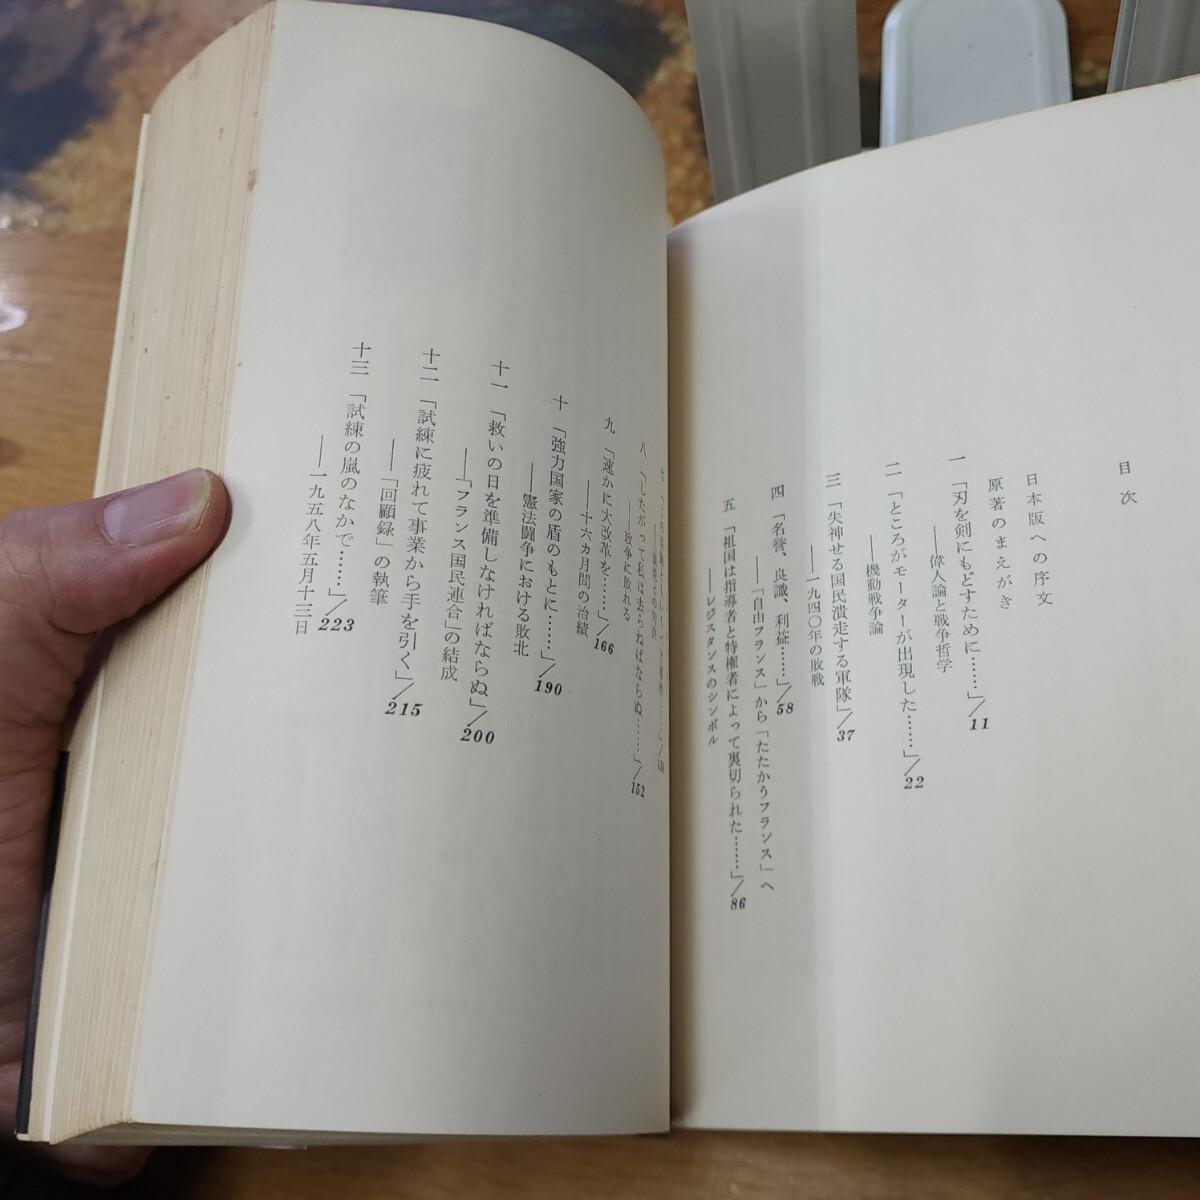 目次
日本版への序文
原著のまえがき
一 「刃を剣にもどすために……」/11
——偉人論と戦争哲学
二 「ところがモーターが出現した……」/22
——機動戦争論
三 「失神せる国民潰走する軍隊」/37
——一九四〇年の敗戦
四 「名誉、良識、利益……」/58
——「自由フランス」から「たたかうフランス」へ
五 「祖国は指導者と特権者によって裏切られた……」/86
——レジスタンスのシンボル
八 「したがって私は去らねばならぬ……」/152
——政争に敗れる
九 「速かに大改革を……」/166
——十六カ月間の治績
十 「強力国家の盾のもとに……」/190
——憲法闘争における敗北
十一 「救いの日を準備しなければならぬ」/200
——「フランス国民連合」の結成
十二 「試練に疲れて事業から手を引く」/215
——「回顧録」の執筆
十三 「試練の嵐のなかで……」/223
——一九五八年五月十三日